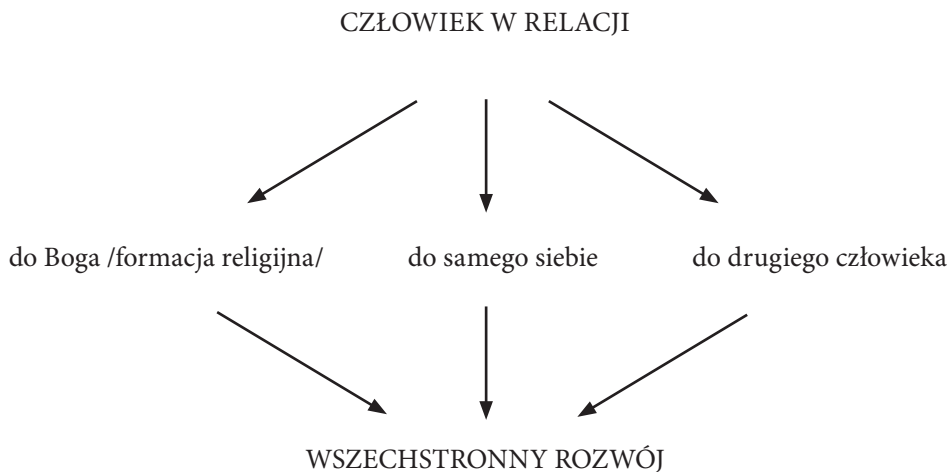 CZŁOWIEK W RELACJI
do Boga /formacja religijna/
do samego siebie
do drugiego człowieka
WSZECHSTRONNY ROZWÓJ